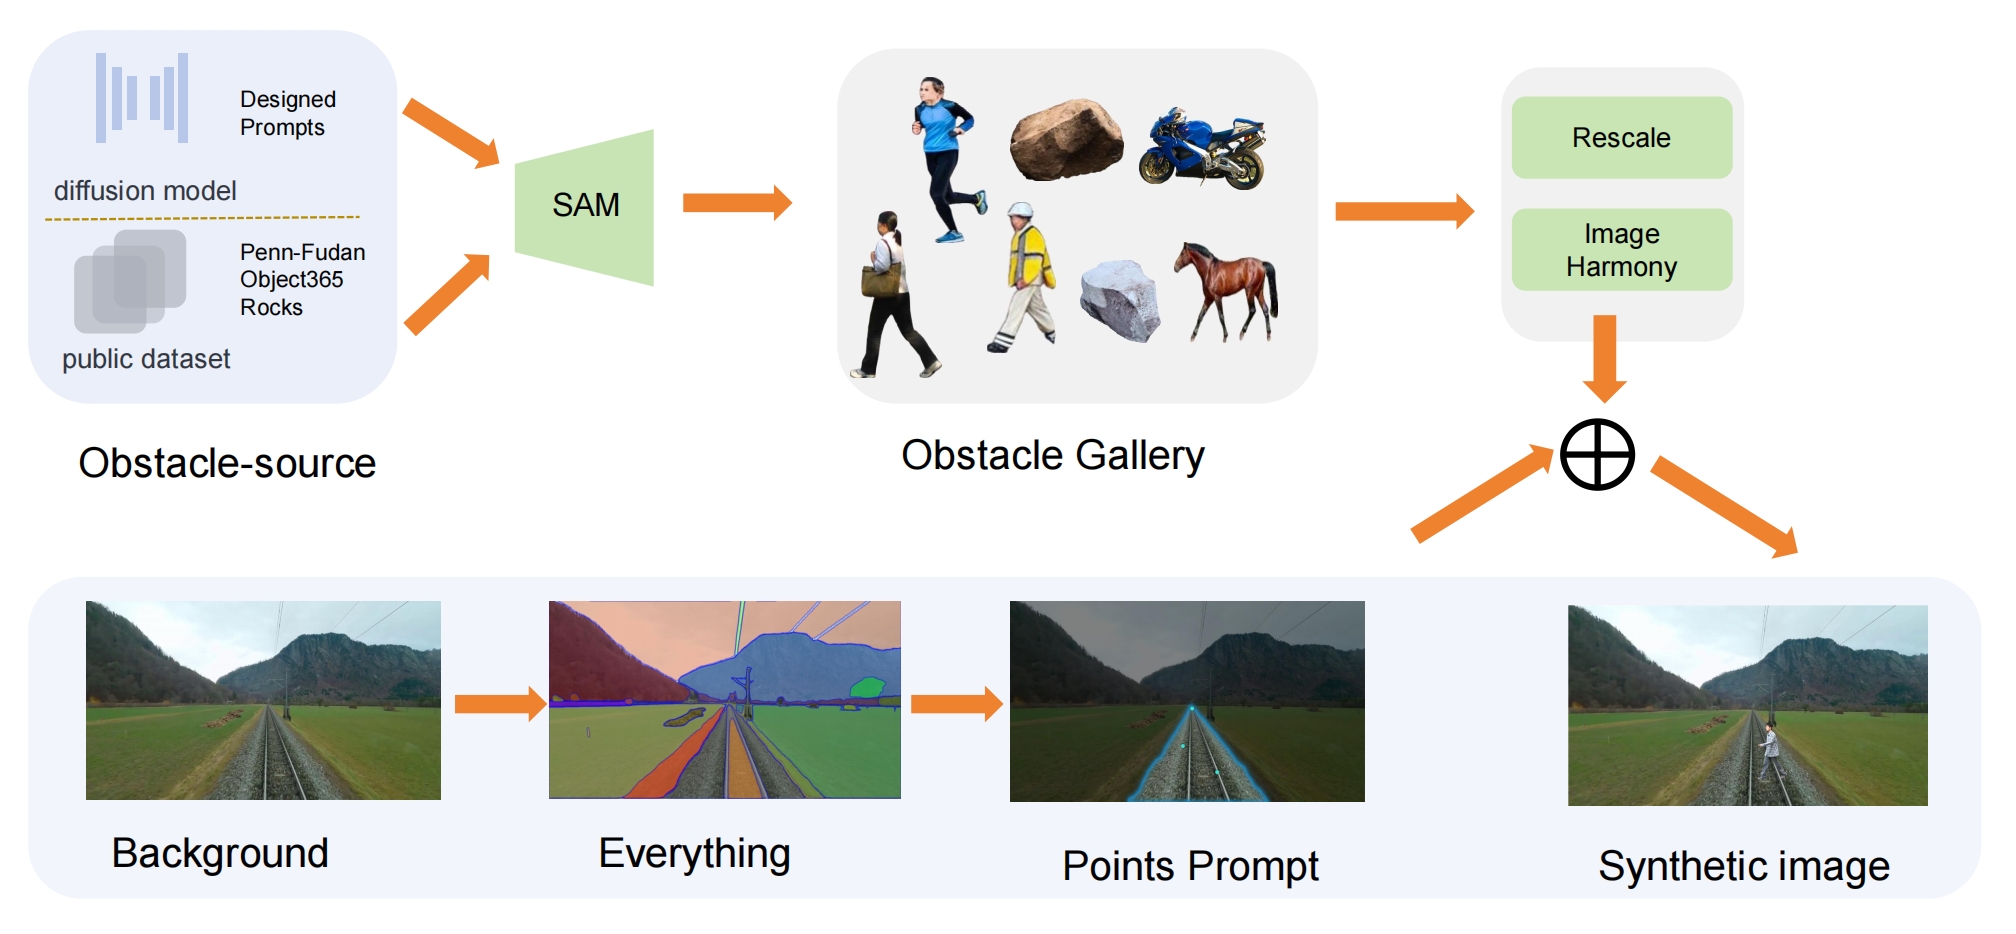 Designed
Prompts
diffusion model
Penn-Fudan
Object365
Rocks
public dataset
Obstacle-source
SAM
Obstacle Gallery
Rescale
Image
Harmony
Background
Everything
Points Prompt
Synthetic image